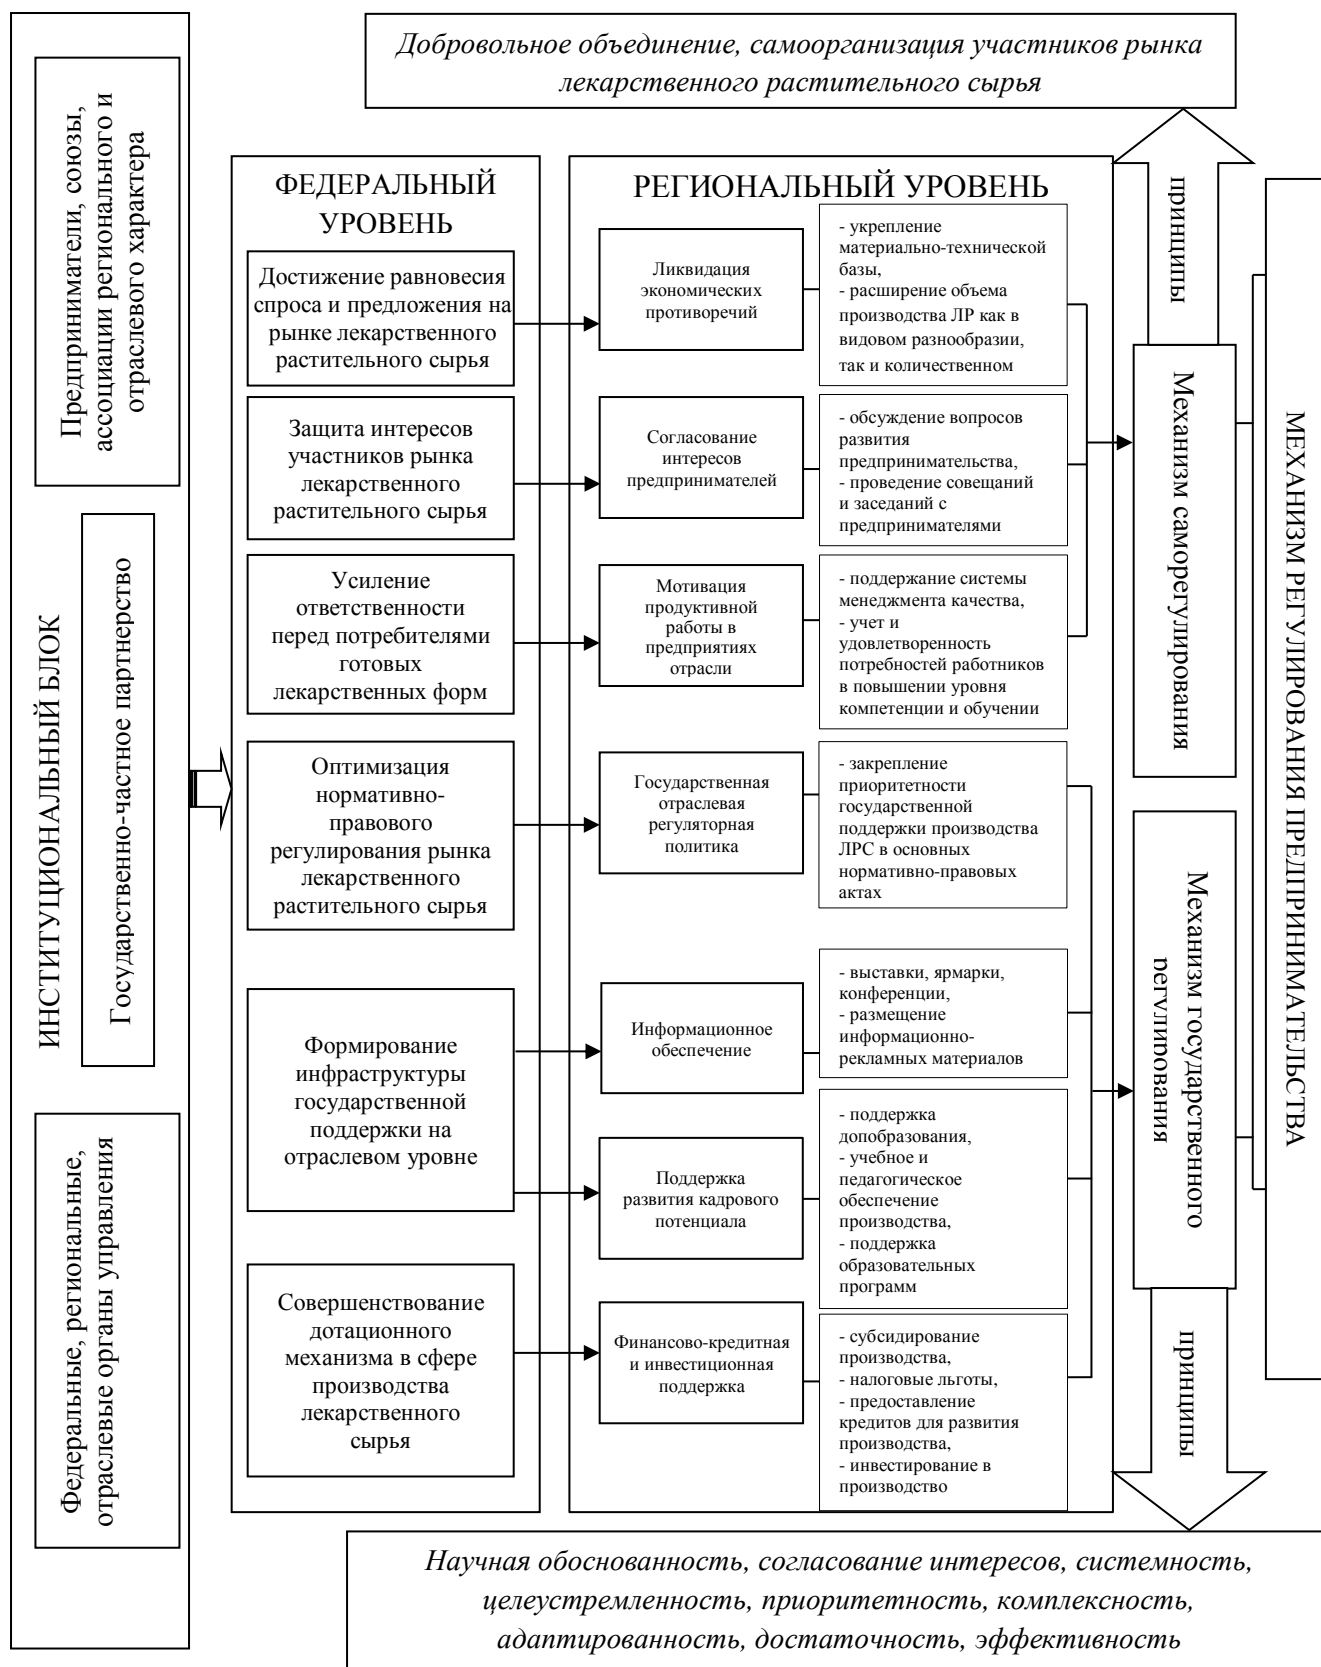 Добровольное объединение, самоорганизация участников рынка
лекарственного растительного сырья
ИНСТИТУЦИОНАЛЬНЫЙ БЛОК
Предприниматели, союзы,
ассоциации регионального и
отраслевого характера
Государственно-частное партнерство
Федеральные, региональные,
отраслевые органы управления
ФЕДЕРАЛЬНЫЙ
УРОВЕНЬ
Достижение равновесия
спроса и предложения на
рынке лекарственного
растительного сырья
Защита интересов
участников рынка
лекарственного
растительного сырья
Усиление
ответственности
перед потребителями
готовых
лекарственных форм
Оптимизация
нормативно-
правового
регулирования рынка
лекарственного
растительного сырья
Формирование
инфраструктуры
государственной
поддержки на
отраслевом уровне
Совершенствование
дотационного
механизма в сфере
производства
лекарственного
сырья
РЕГИОНАЛЬНЫЙ УРОВЕНЬ
Ликвидация
экономических
противоречий
- укрепление
материально-технической
базы,
- расширение объема
производства ЛР как в
видовом разнообразии,
так и количественном
Согласование
интересов
предпринимателей
- обсуждение вопросов
развития
предпринимательства,
- проведение совещаний
и заседаний с
предпринимателями
Мотивация
продуктивной
работы в
предприятиях
отрасли
- поддержание системы
менеджмента качества,
- учет и
удовлетворенность
потребностей работников
в повышении уровня
компетенции и обучении
Государственная
отраслевая
регуляторная
политика
- закрепление
приоритетности
государственной
поддержки производства
ЛРС в основных
нормативно-правовых
актах
Информационное
обеспечение
- выставки, ярмарки,
конференции,
- размещение
информационно-
рекламных материалов
Поддержка
развития кадрового
потенциала
- поддержка
допобразования,
- учебное и
педагогическое
обеспечение
производства,
- поддержка
образовательных
программ
Финансово-кредитная
и инвестиционная
поддержка
- субсидирование
производства,
- налоговые льготы,
- предоставление
кредитов для развития
производства,
- инвестирование в
производство
принципы
Механизм саморегулирования
Механизм государственного
регулирования
принципы
МЕХАНИЗМ РЕГУЛИРОВАНИЯ ПРЕДПРИНИМАТЕЛЬСТВА
Научная обоснованность, согласование интересов, системность,
целеустремленность, приоритетность, комплексность,
адаптированность, достаточность, эффективность